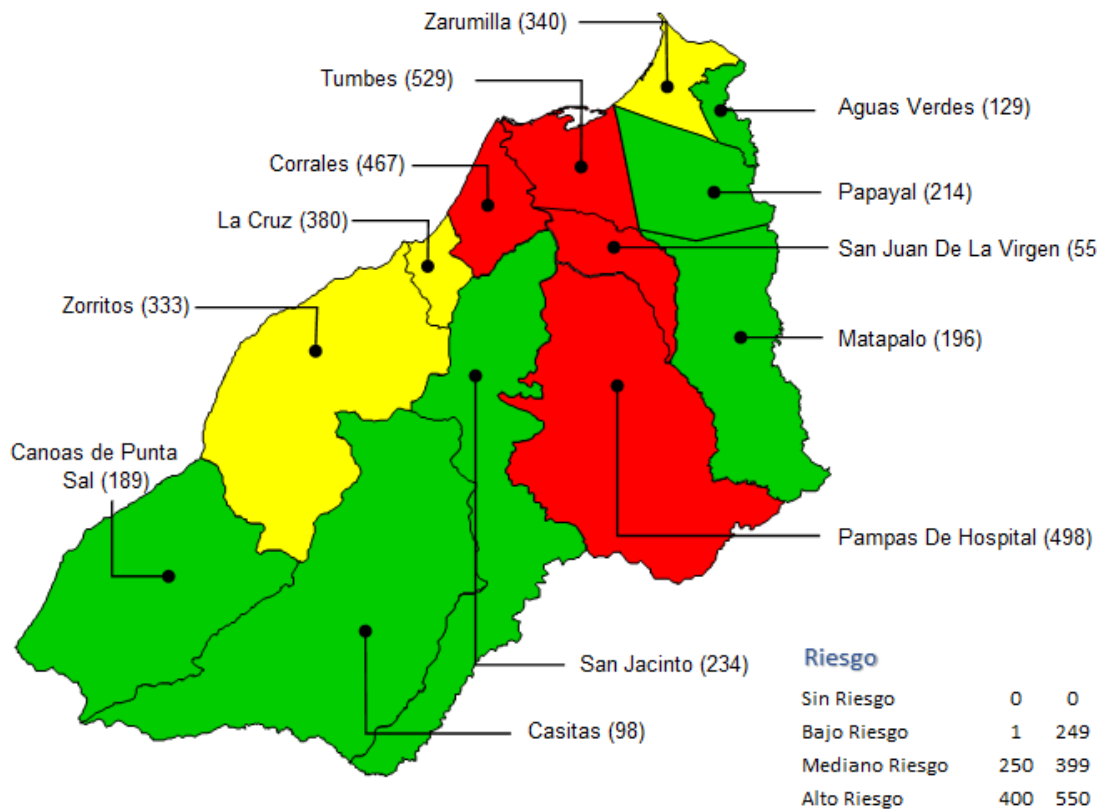 Zarumilla (340)
Tumbes (529)
Aguas Verdes (129)
Corrales (467)
Papayal (214)
La Cruz (380)
San Juan De La Virgen (55
Zorritos (333)
Matapalo (196)
Canoas de Punta
Sal (189)
Pampas De Hospital (498)
San Jacinto (234)
Casitas (98)
Riesgo
Sin Riesgo 0 0
Bajo Riesgo 1 249
Mediano Riesgo 250 399
Alto Riesgo 400 550